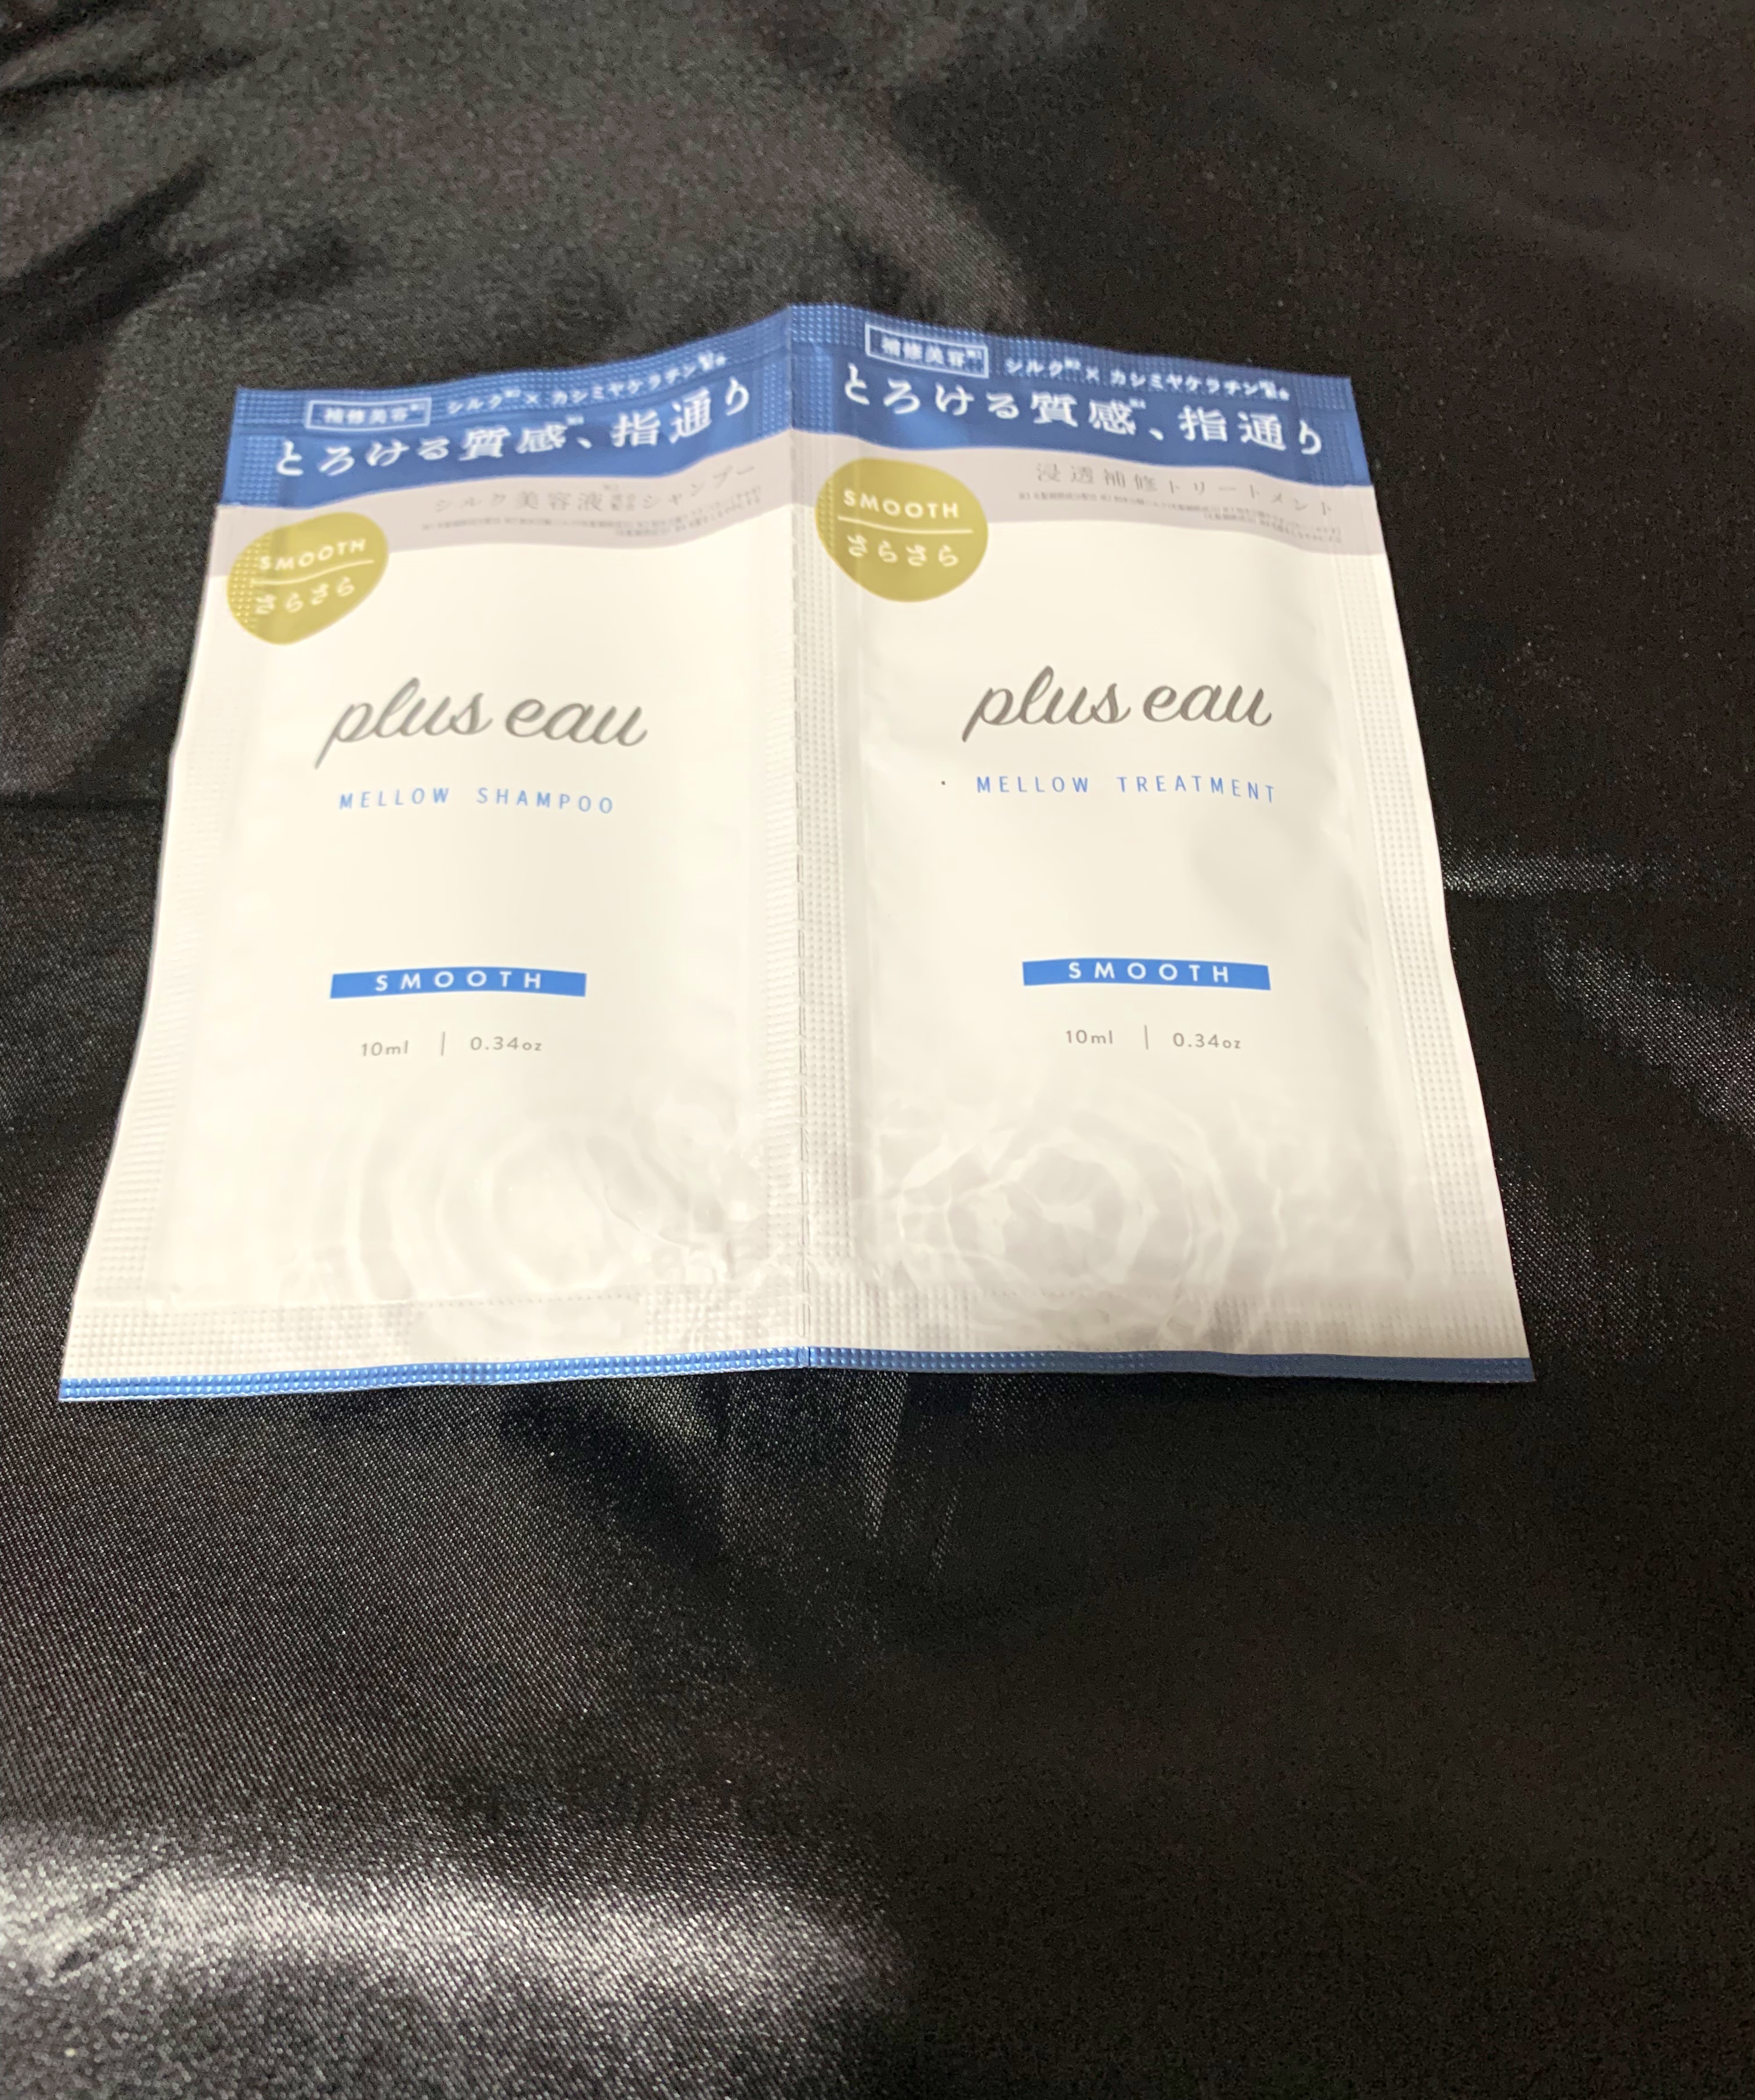 補修美容
シルク※2 × カシミヤケラチン
とろける質感、指通り
シルク美容液シャンプー
SMOOTH
さらさら
plus eau
MELLOW SHAMPOO
SMOOTH
10ml | 0.34oz
補修美容※1
シルク※2 × カシミヤケラチン
とろける質感、指通り
浸透補修トリートメント
SMOOTH
さらさら
plus eau
MELLOW TREATMENT
SMOOTH
10ml | 0.34oz